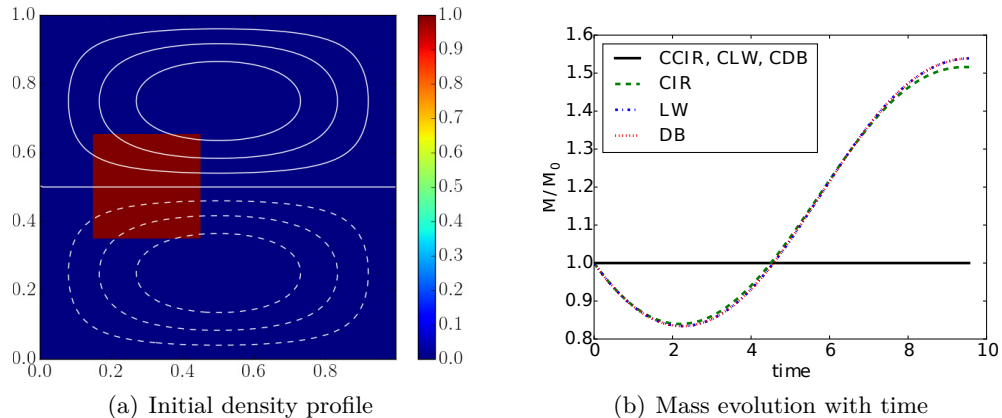 1.0
0.8
0.6
0.4
0.2
0.0
0.0 0.2 0.4 0.6 0.8
1.0
0.9
0.8
0.7
0.6
0.5
0.4
0.3
0.2
0.1
0.0
(a) Initial density profile
1.6
1.5
1.4
1.3
1.2
1.1
1.0
0.9
0.8
M/M0
CCIR, CLW, CDB
CIR
LW
DB
0 2 4 6 8 10
time
(b) Mass evolution with time